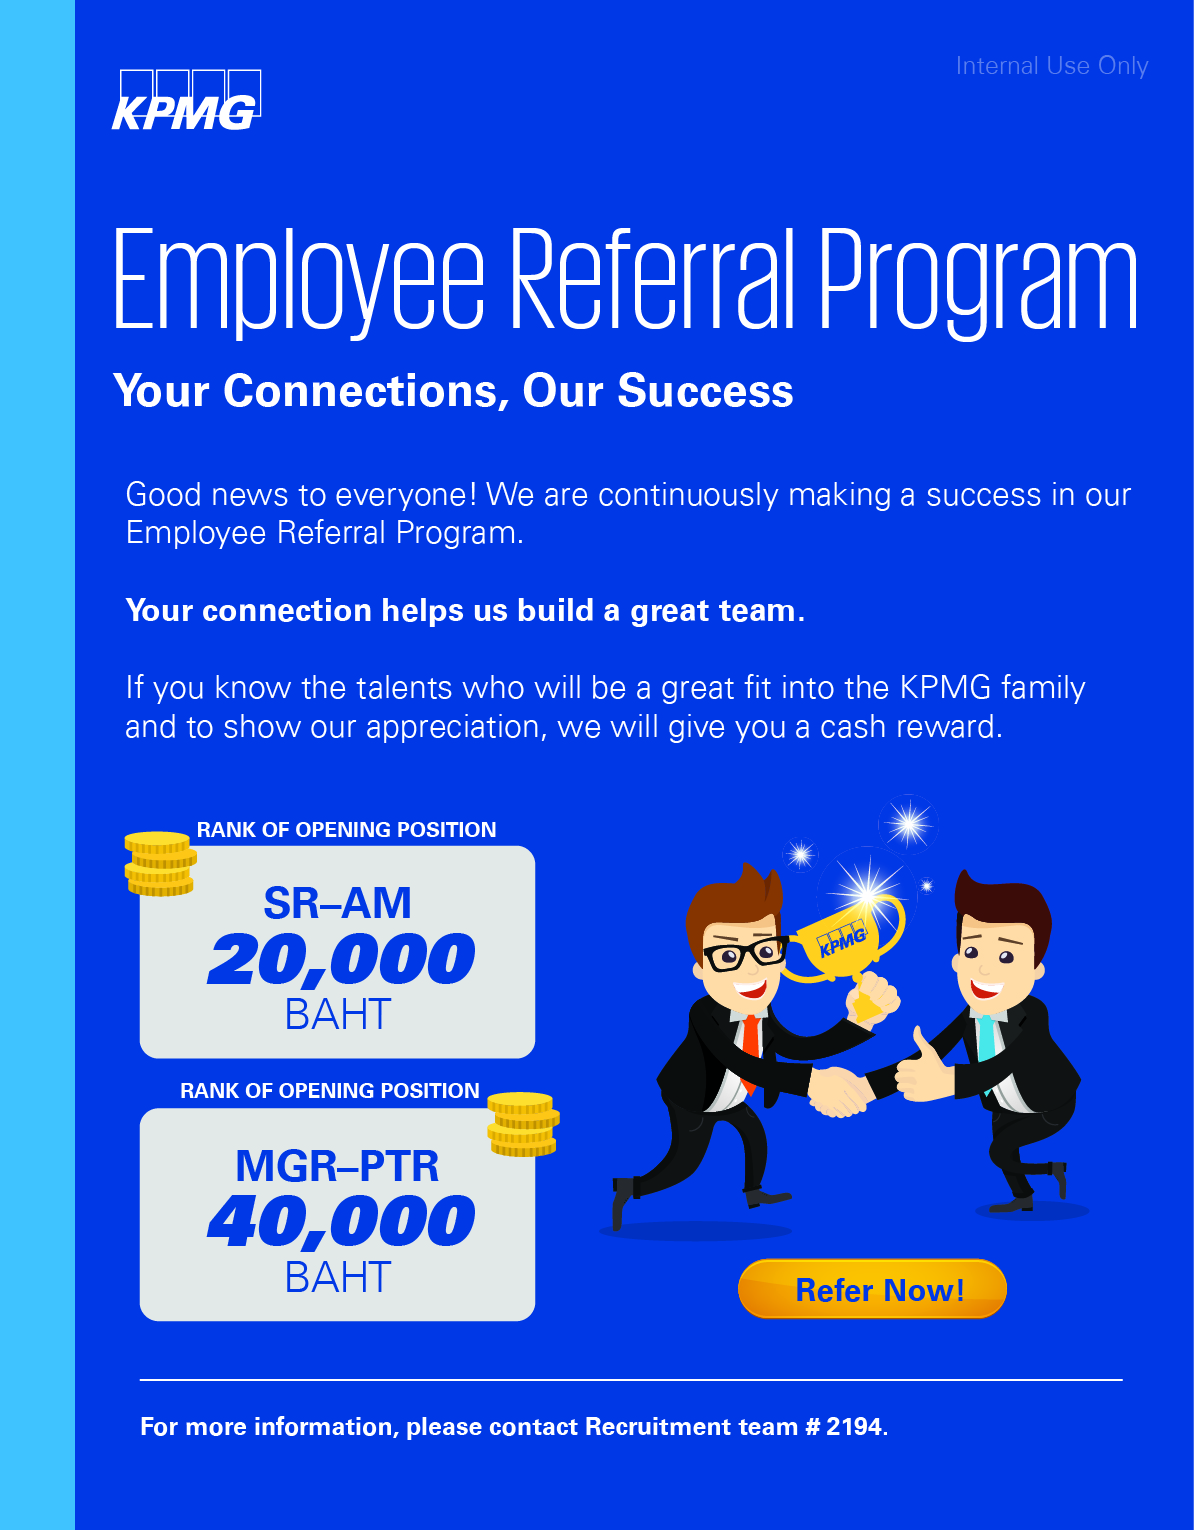 Internal Use Only
KPMG
Employee Referral Program
Your Connections, Our Success
Good news to everyone! We are continuously making a success in our
Employee Referral Program.
Your connection helps us build a great team.
If you know the talents who will be a great fit into the KPMG family
and to show our appreciation, we will give you a cash reward.
RANK OF OPENING POSITION
SR–AM
20,000
BAHT
RANK OF OPENING POSITION
MGR–PTR
40,000
BAHT
KPMG
Refer Now!
For more information, please contact Recruitment team # 2194.